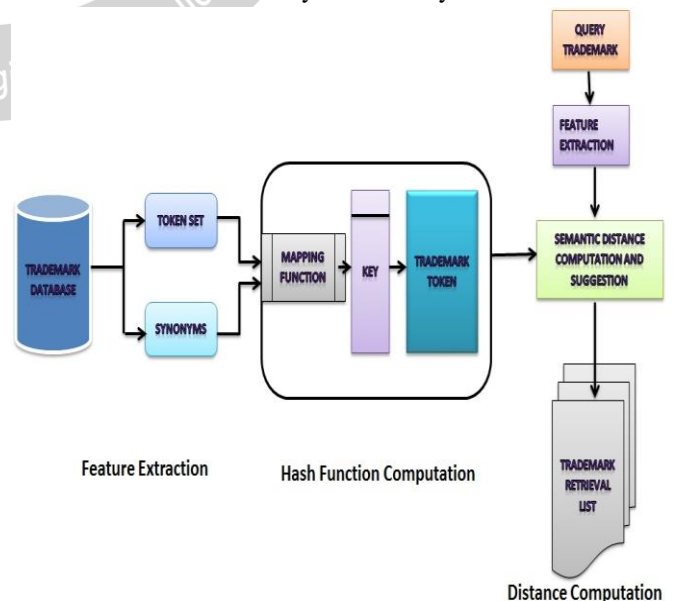 QUERY
TRADEMARK
FEATURE
EXTRACTION
TOKEN SET
SYNONYMS
TRADEMARK
DATABASE
MAPPING
FUNCTION
KEY
TRADEMARK
TOKEN
SEMANTIC DISTANCE
COMPUTATION AND
SUGGESTION
TRADEMARK
RETRIEVAL
LIST
Feature Extraction
Hash Function Computation
Distance Computation